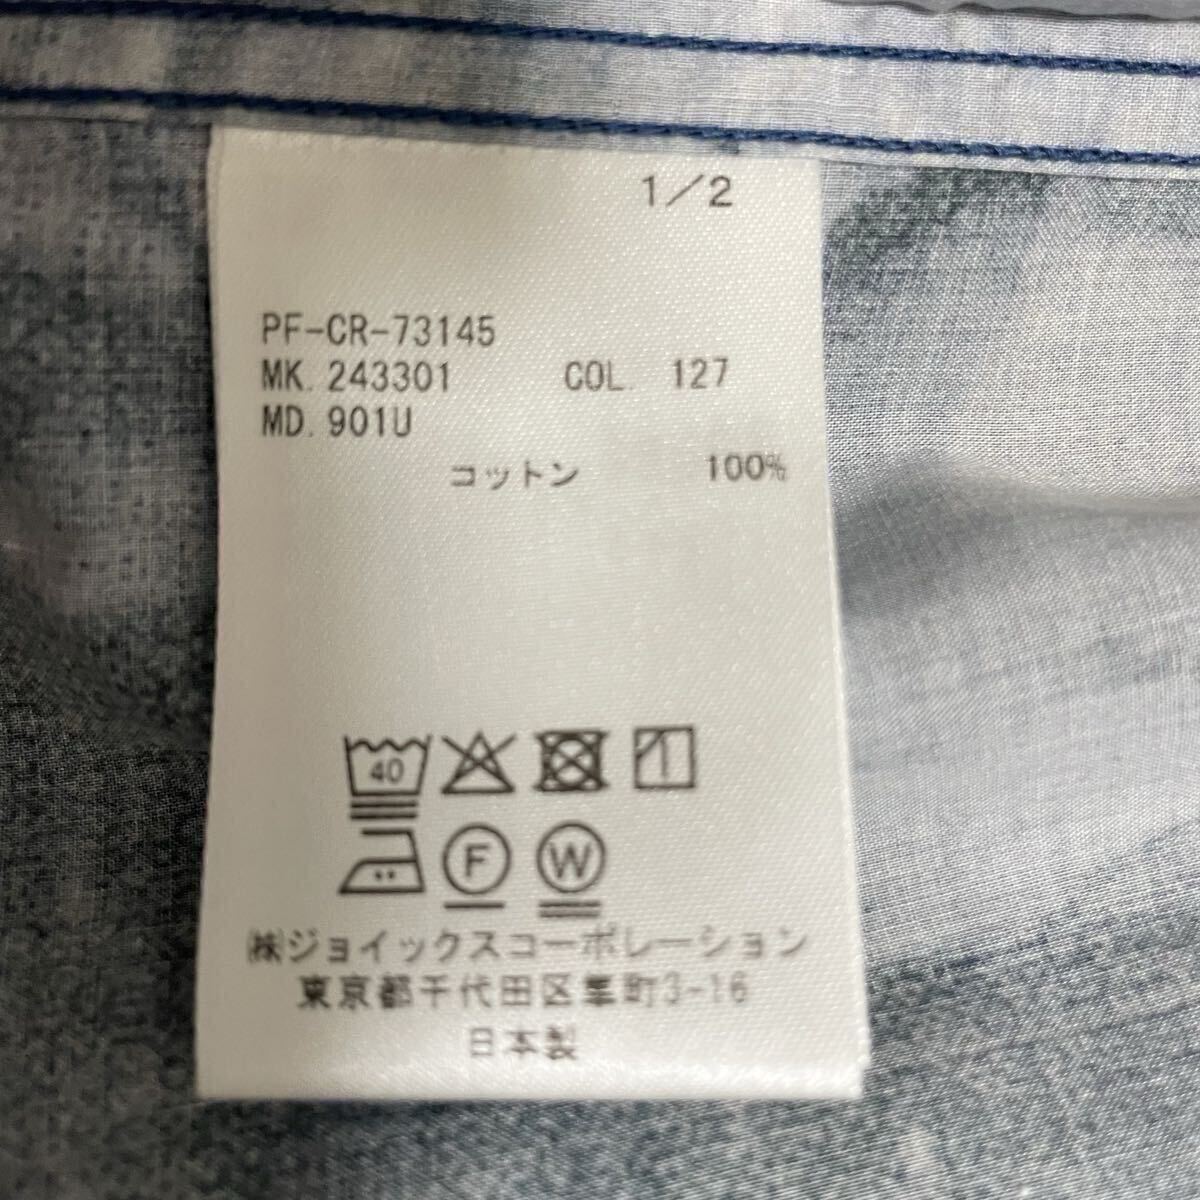 1/2
PF-CR-73145
MK. 243301 COL. 127
MD. 901U
コットン 100%
40
F W
㈱ジョイックスコーポレーション
東京都千代田区隼町3-16
日本製